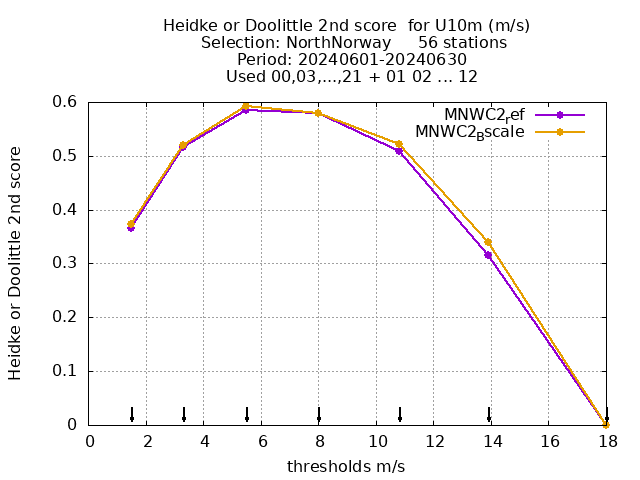 Heidke or Doolittle 2nd score  for U10m (m/s)
Selection: NorthNorway     56 stations
Period: 20240601-20240630
Used 00,03,...,21 + 01 02 ... 12
MNWC2ref
MNWC2Bscale
0.6
0.5
0.4
0.3
0.2
0.1
0
Heidke or Doolittle 2nd score
0 2 4 6 8 10 12 14 16 18
thresholds m/s